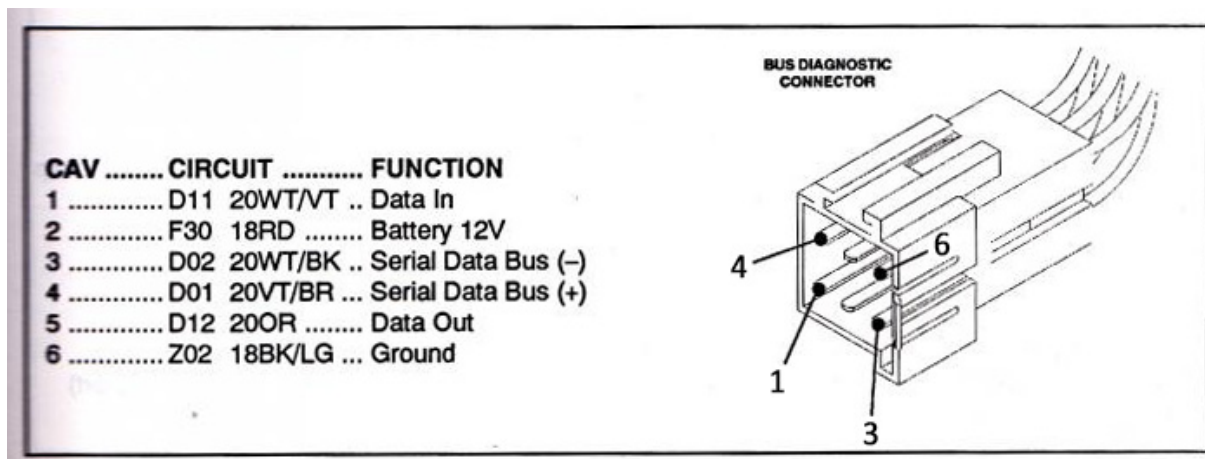 BUS DIAGNOSTIC
CONNECTOR
CAV ........ CIRCUIT ........... FUNCTION
1 ............. D11 20WT/VT .. Data In
2 ............. F30 18RD ........ Battery 12V
3 ............. D02 20WT/BK .. Serial Data Bus (–)
4 ............. D01 20VT/BR ... Serial Data Bus (+)
5 ............. D12 20OR ........ Data Out
6 ............. Z02 18BK/LG ... Ground
4
6
1
3